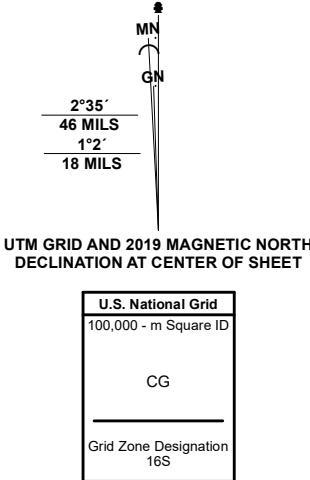 MN
GN
2°35´
46 MILS
1°2´
18 MILS
UTM GRID AND 2019 MAGNETIC NORTH
DECLINATION AT CENTER OF SHEET
U.S. National Grid
100,000 - m Square ID
CG
Grid Zone Designation
16S